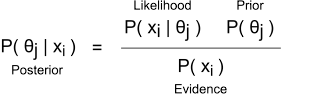 Likelihood Prior
P( xᵢ | θⱼ ) P( θⱼ )
P( θⱼ | xᵢ ) =
Posterior
P( xᵢ )
Evidence